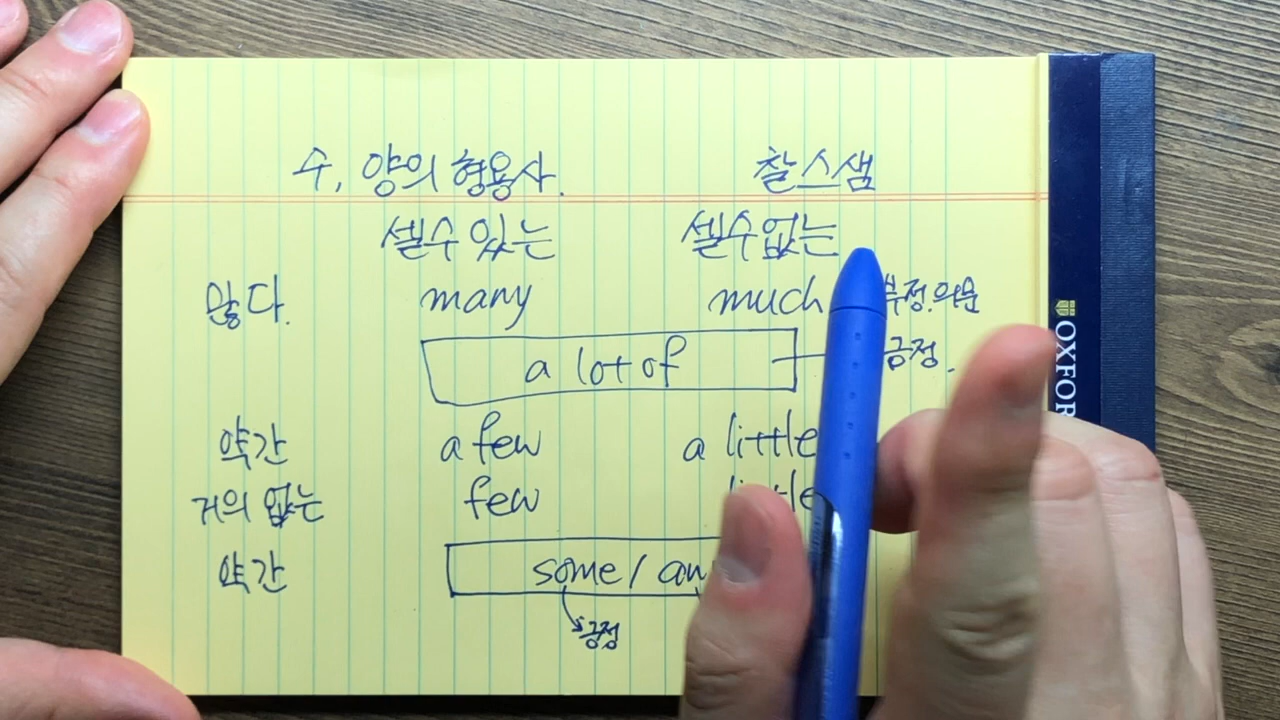 수, 양의 형용사. 찰스샘
셀수 있는 셀수 없는
많다. many much 부정.의문
a lot of 긍정.
약간 a few a little
거의 없는 few little
약간 some /
긍정
OXFOR